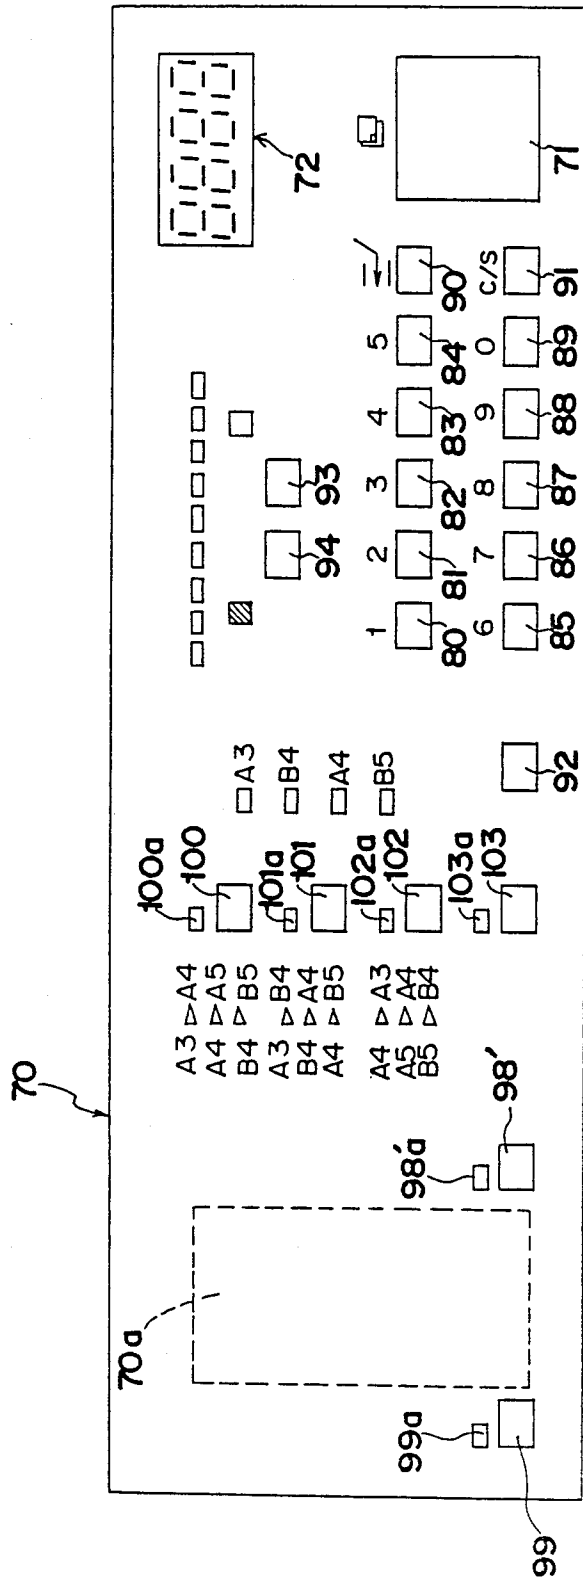 70
70a
99a
99
98'a
98'
A3 ▷ A4
A4 ▷ A5
B4 ▷ B5
A3 ▷ B4
B4 ▷ A4
A4 ▷ B5
A4 ▷ A3
A5 ▷ A4
B5 ▷ B4
100a
100
101a
101
102a
102
103a
103
A3
B4
A4
B5
92
94
93
72
1 2 3 4 5
80 81 82 83 84 90
6 7 8 9 0 C/S
85 86 87 88 89 91
71